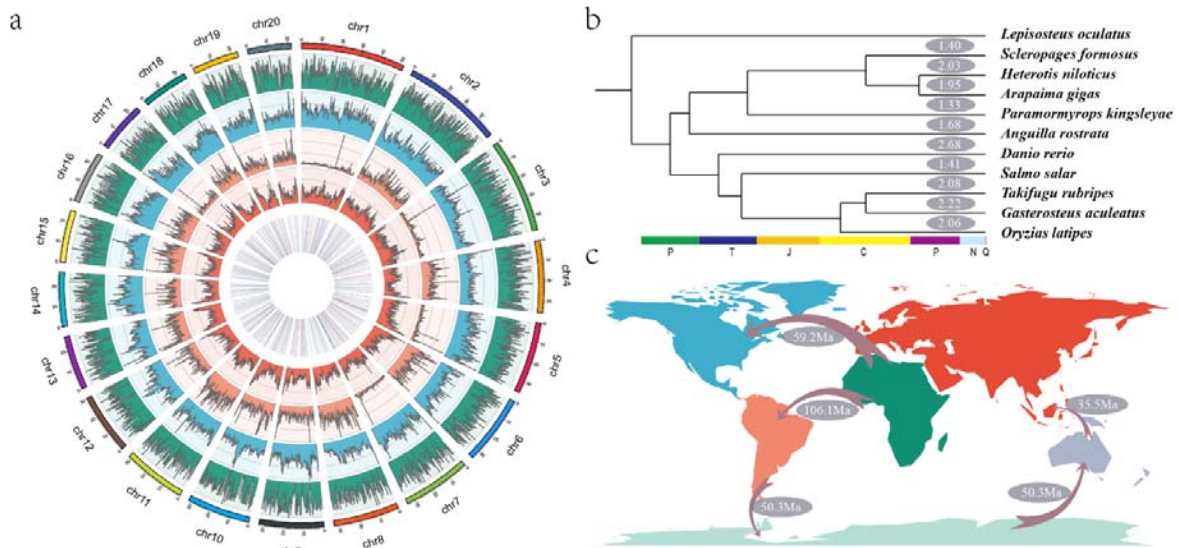 a
chr1
chr2
chr3
chr4
chr5
chr6
chr7
chr8
chr10
chr11
chr12
chr13
chr14
chr15
chr16
chr17
chr18
chr19
chr20
b
Lepisosteus oculatus
1.40
Scleropages formosus
2.03
Heterotis niloticus
1.95
Arapaima gigas
1.33
Paramormyrops kingsleyae
1.68
Anguilla rostrata
2.68
Danio rerio
1.41
Salmo salar
2.08
Takifugu rubripes
2.22
Gasterosteus aculeatus
2.06
Oryzias latipes
P T J C P N Q
c
59.2Ma
106.1Ma
35.5Ma
50.3Ma
50.3Ma